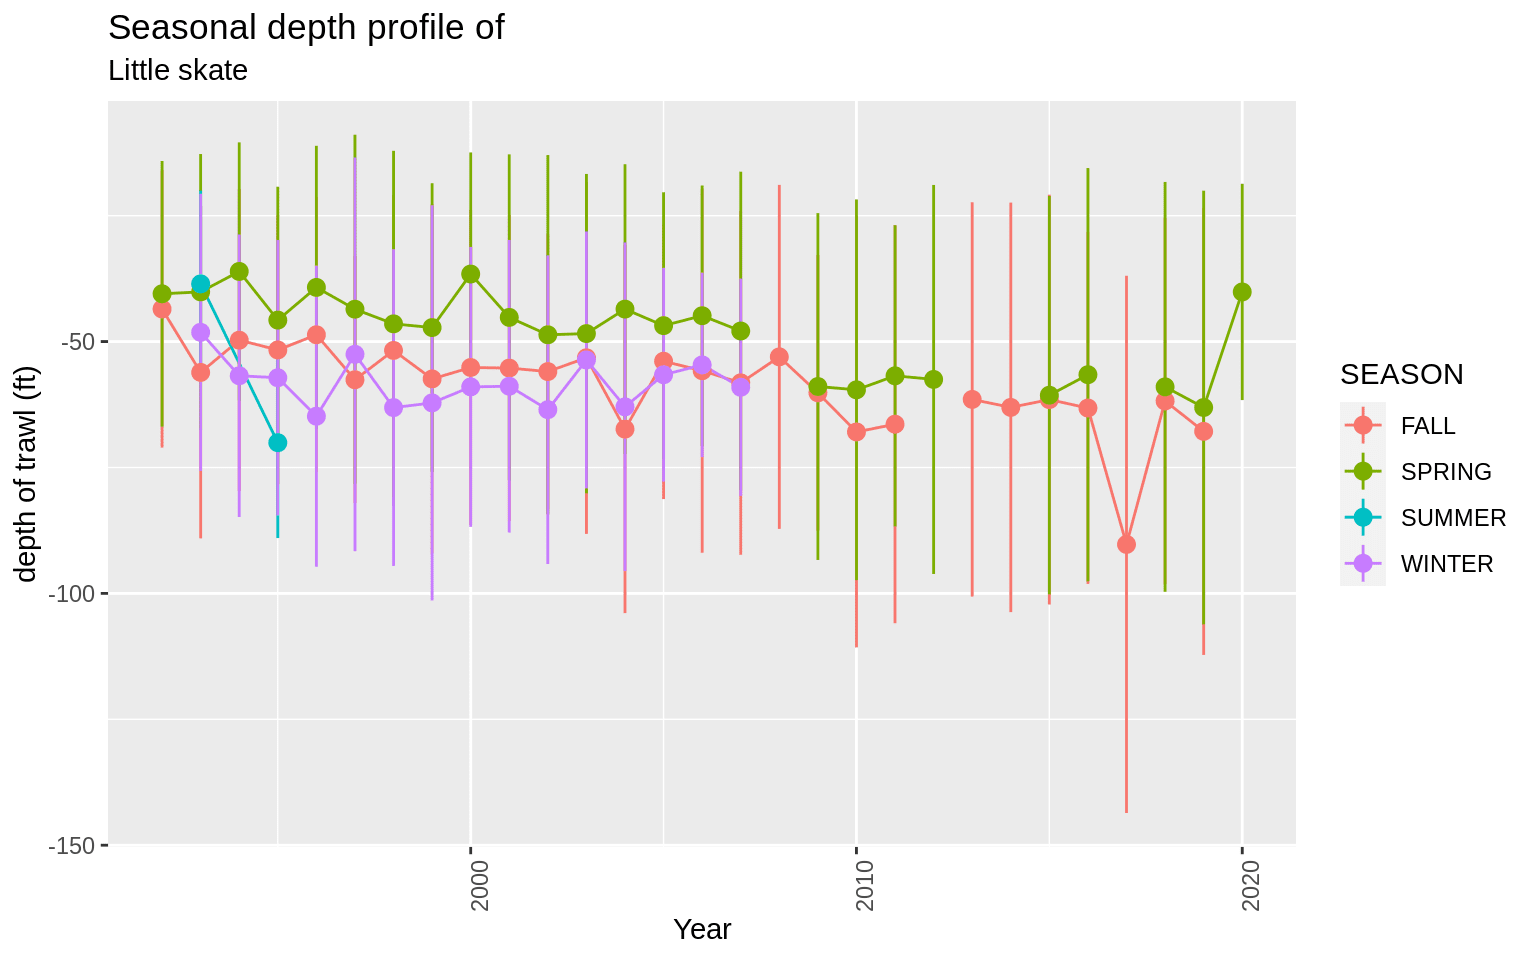 Seasonal depth profile of
Little skate
depth of trawl (ft)
-50
-100
-150
2000
2010
2020
Year
SEASON
FALL
SPRING
SUMMER
WINTER